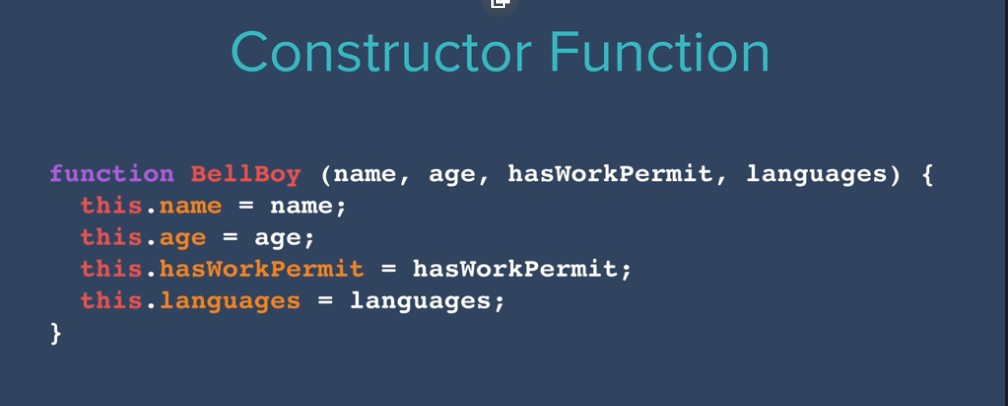 Constructor Function
function BellBoy (name, age, hasWorkPermit, languages) {
this.name = name;
this.age = age;
this.hasWorkPermit = hasWorkPermit;
this.languages = languages;
}